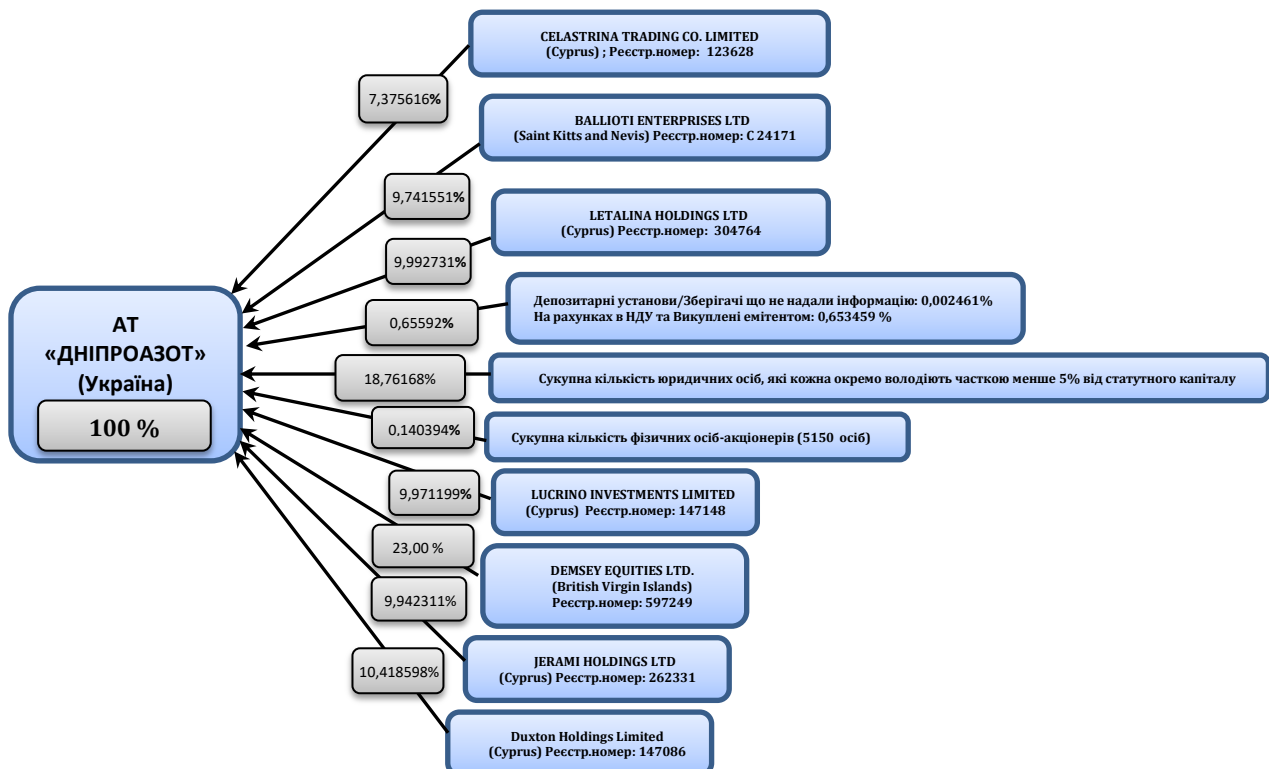 CELASTRINA TRADING CO. LIMITED
(Cyprus) ; Реєстр.номер: 123628
7,375616%
BALLIOTI ENTERPRISES LTD
(Saint Kitts and Nevis) Реєстр.номер: C 24171
9,741551%
LETALINA HOLDINGS LTD
(Cyprus) Реєстр.номер: 304764
9,992731%
Депозитарні установи/Зберігачі що не надали інформацію: 0,002461%
На рахунках в НДУ та Викуплені емітентом: 0,653459 %
0,65592%
АТ
«ДНІПРОАЗОТ»
(Україна)
100 %
18,76168%
Сукупна кількість юридичних осіб, які кожна окремо володіють часткою менше 5% від статутного капіталу
0,140394%
Сукупна кількість фізичних осіб-акціонерів (5150 осіб)
9,971199%
LUCRINO INVESTMENTS LIMITED
(Cyprus) Реєстр.номер: 147148
23,00 %
DEMSEY EQUITIES LTD.
(British Virgin Islands)
Реєстр.номер: 597249
9,942311%
JERAMI HOLDINGS LTD
(Cyprus) Реєстр.номер: 262331
10,418598%
Duxton Holdings Limited
(Cyprus) Реєстр.номер: 147086